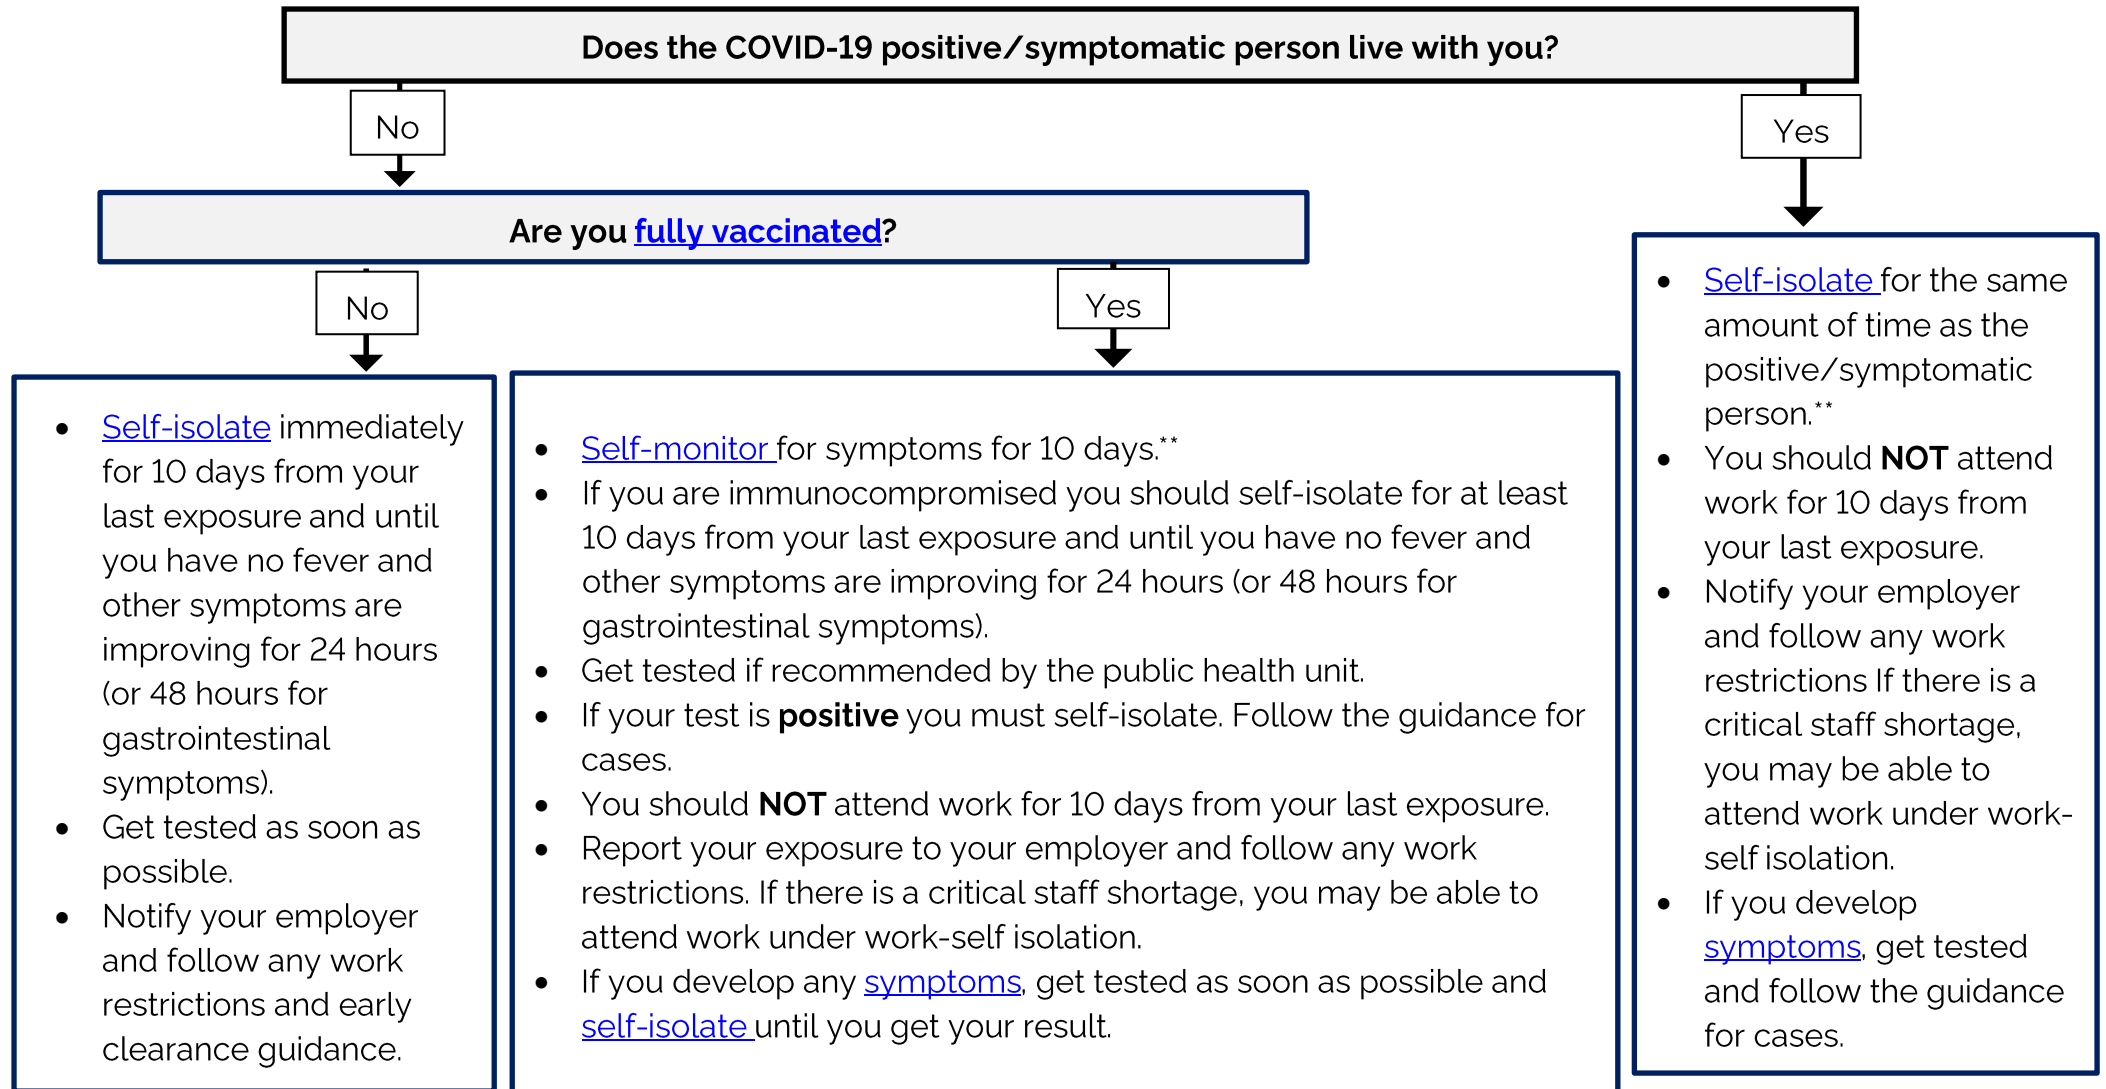 Does the COVID-19 positive/symptomatic person live with you?
No
Yes
Are you fully vaccinated?
No
Yes
• Self-isolate immediately
for 10 days from your
last exposure and until
you have no fever and
other symptoms are
improving for 24 hours
(or 48 hours for
gastrointestinal
symptoms).
• Get tested as soon as
possible.
• Notify your employer
and follow any work
restrictions and early
clearance guidance.
• Self-monitor for symptoms for 10 days.**
• If you are immunocompromised you should self-isolate for at least
10 days from your last exposure and until you have no fever and
other symptoms are improving for 24 hours (or 48 hours for
gastrointestinal symptoms).
• Get tested if recommended by the public health unit.
• If your test is positive you must self-isolate. Follow the guidance for
cases.
• You should NOT attend work for 10 days from your last exposure.
• Report your exposure to your employer and follow any work
restrictions. If there is a critical staff shortage, you may be able to
attend work under work-self isolation.
• If you develop any symptoms, get tested as soon as possible and
self-isolate until you get your result.
• Self-isolate for the same
amount of time as the
positive/symptomatic
person.**
• You should NOT attend
work for 10 days from
your last exposure.
• Notify your employer
and follow any work
restrictions If there is a
critical staff shortage,
you may be able to
attend work under work-
self isolation.
• If you develop
symptoms, get tested
and follow the guidance
for cases.